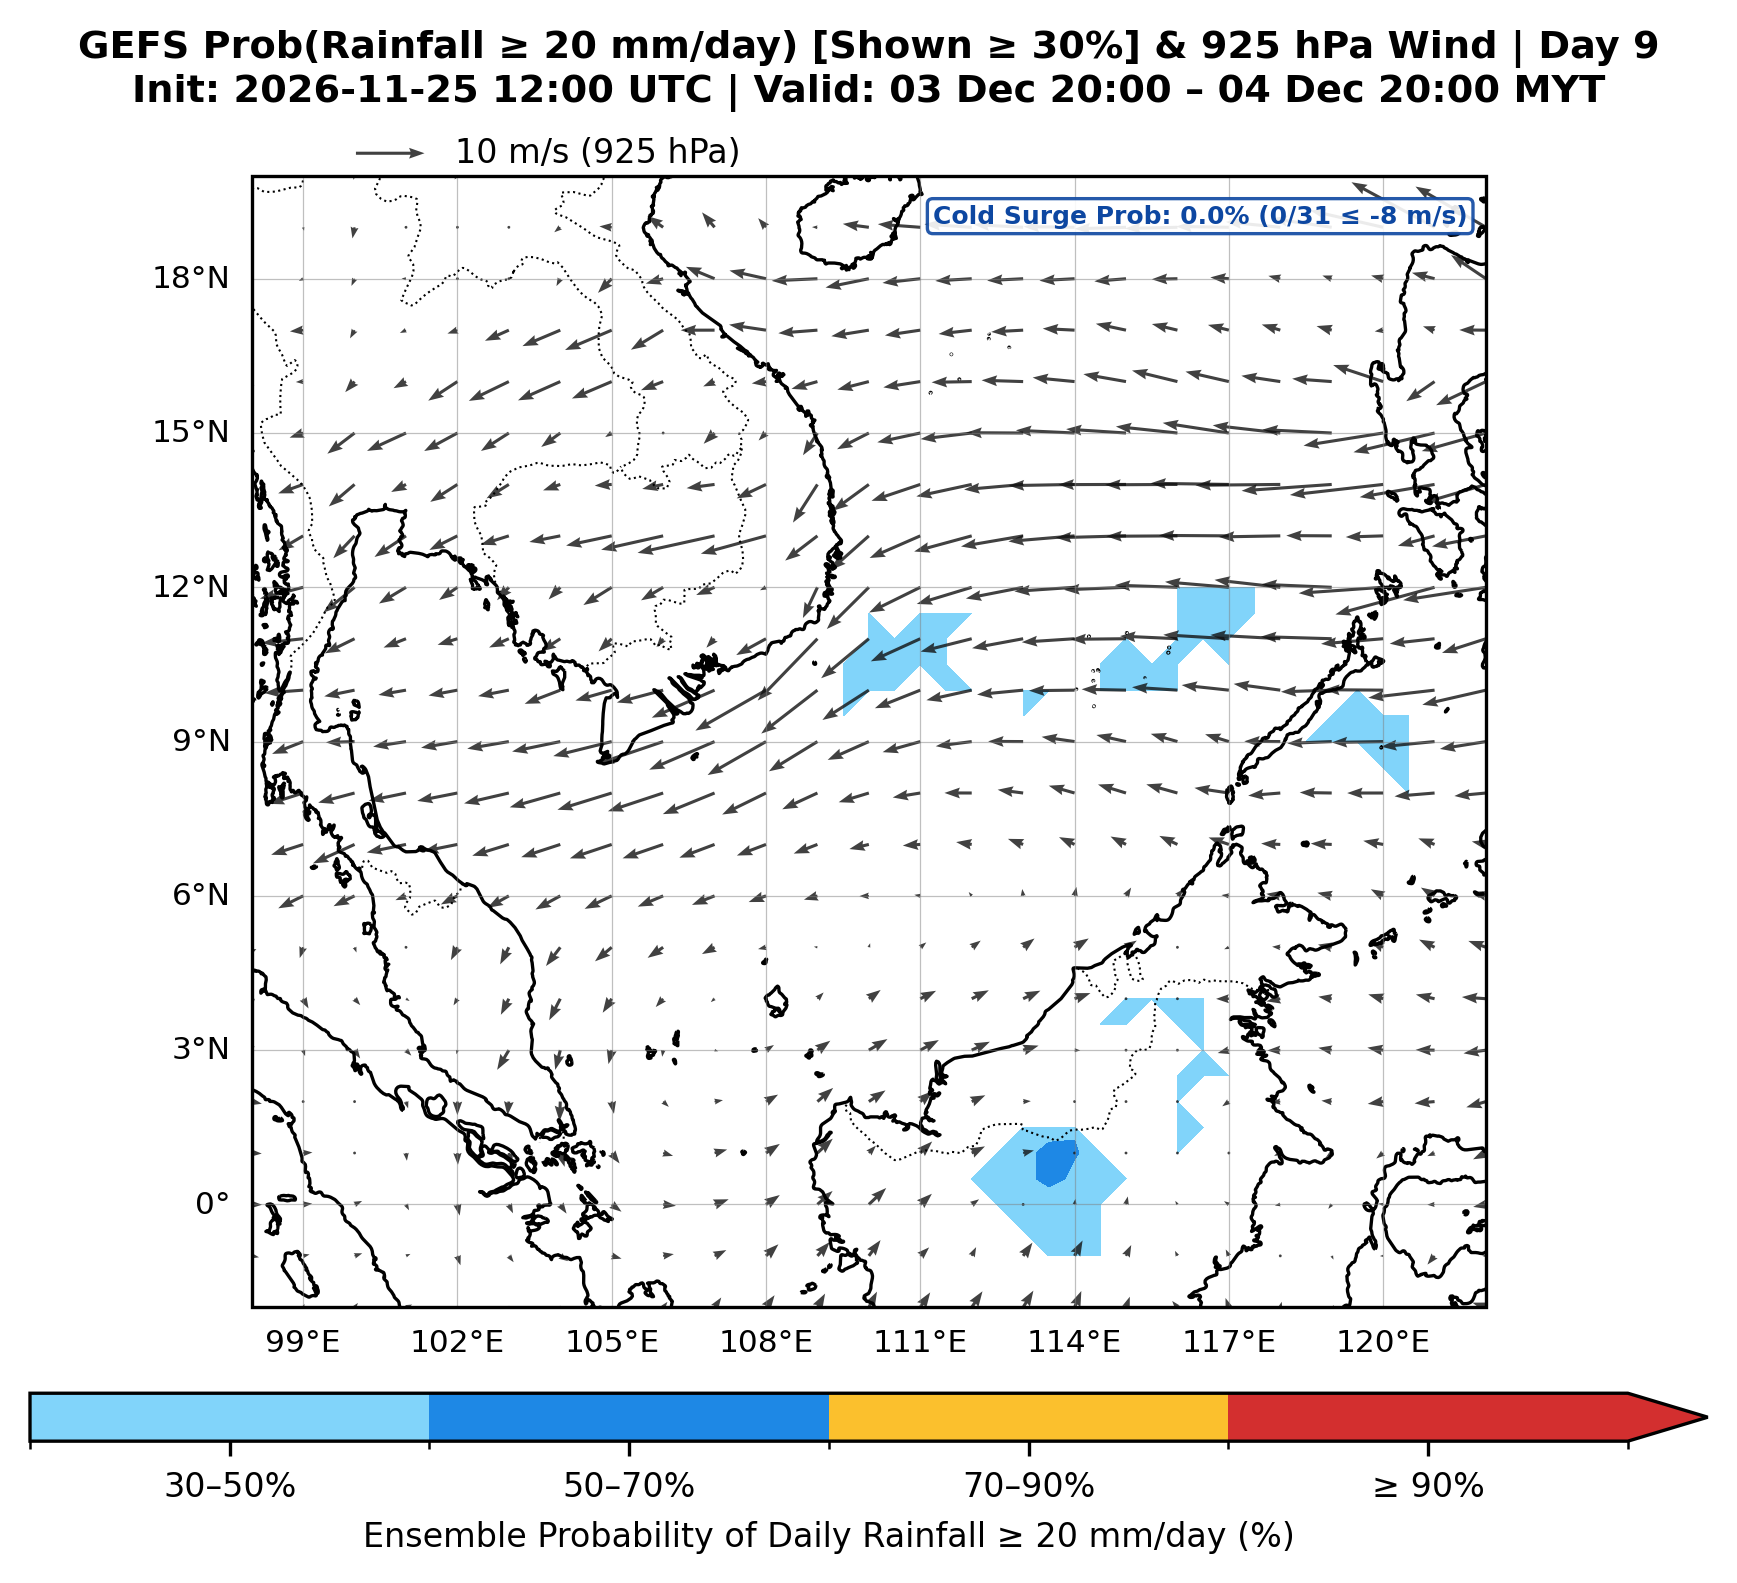 GEFS Prob(Rainfall ≥ 20 mm/day) [Shown ≥ 30%] & 925 hPa Wind | Day 9
Init: 2026-11-25 12:00 UTC | Valid: 03 Dec 20:00 – 04 Dec 20:00 MYT
10 m/s (925 hPa)
Cold Surge Prob: 0.0% (0/31 ≤ -8 m/s)
18°N
15°N
12°N
9°N
6°N
3°N
0°
99°E 102°E 105°E 108°E 111°E 114°E 117°E 120°E
30–50% 50–70% 70–90% ≥ 90%
Ensemble Probability of Daily Rainfall ≥ 20 mm/day (%)